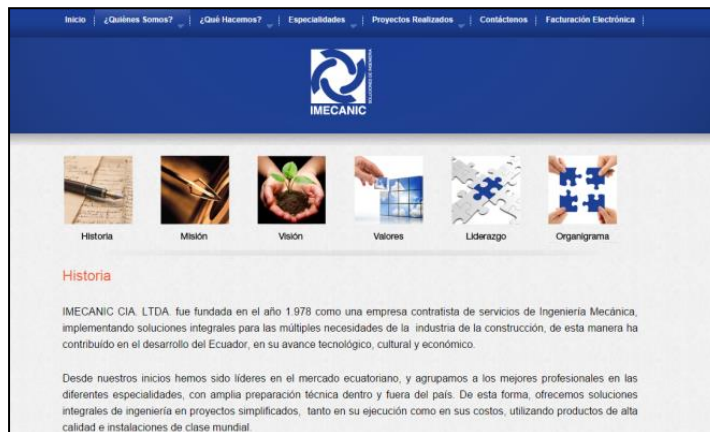 Inicio ¿Quiénes Somos? ¿Qué Hacemos? Especialidades Proyectos Realizados Contáctenos Facturación Electrónica
IMECANIC
SOLUCIONES DE INGENIERIA
Historia Misión Visión Valores Liderazgo Organigrama
Historia
IMECANIC CIA. LTDA. fue fundada en el año 1.978 como una empresa contratista de servicios de Ingeniería Mecánica,
implementando soluciones integrales para las múltiples necesidades de la industria de la construcción, de esta manera ha
contribuído en el desarrollo del Ecuador, en su avance tecnológico, cultural y económico.
Desde nuestros inicios hemos sido líderes en el mercado ecuatoriano, y agrupamos a los mejores profesionales en las
diferentes especialidades, con amplia preparación técnica dentro y fuera del país. De esta forma, ofrecemos soluciones
integrales de ingeniería en proyectos simplificados, tanto en su ejecución como en sus costos, utilizando productos de alta
calidad e instalaciones de clase mundial.